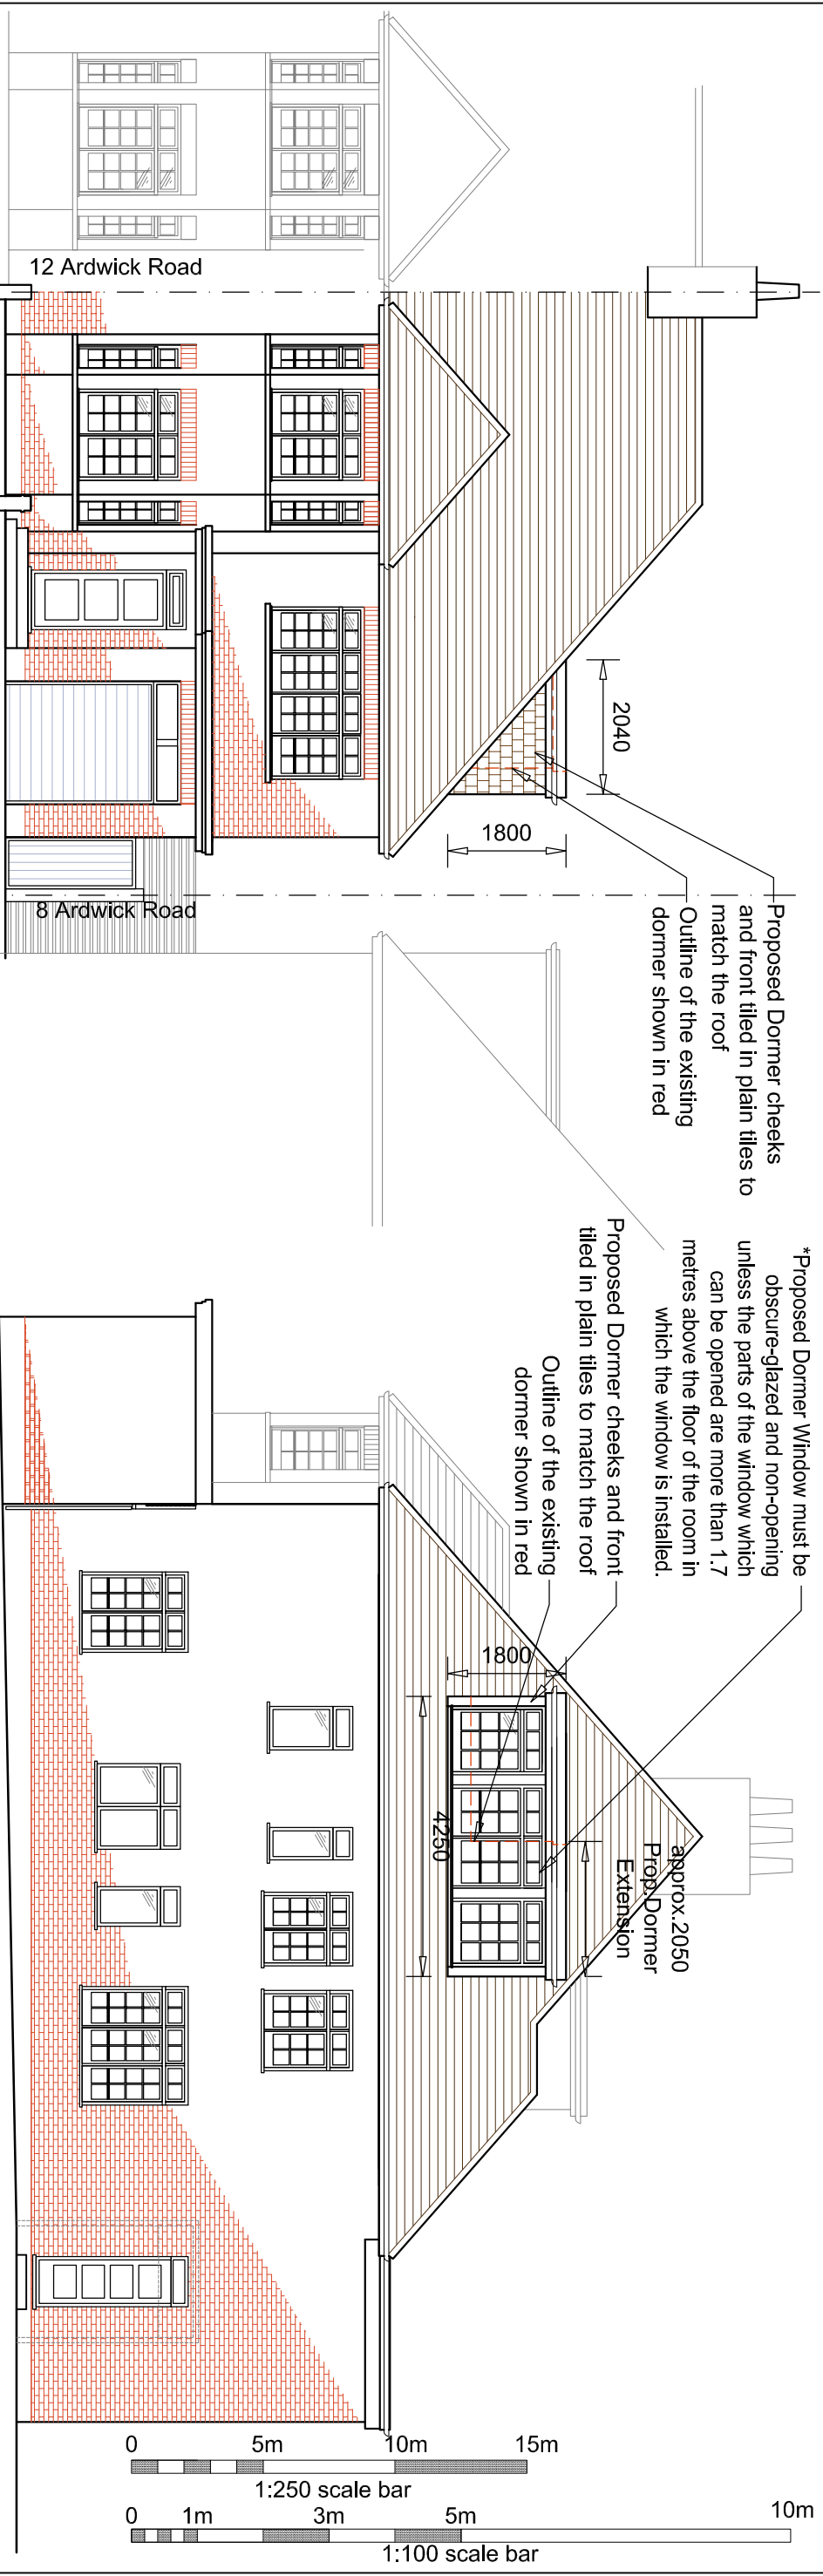 12 Ardwick Road
8 Ardwick Road
2040
1800
Proposed Dormer cheeks
and front tiled in plain tiles to
match the roof
Outline of the existing
dormer shown in red
*Proposed Dormer Window must be
obscure-glazed and non-opening
unless the parts of the window which
can be opened are more than 1.7
metres above the floor of the room in
which the window is installed.
Proposed Dormer cheeks and front
tiled in plain tiles to match the roof
Outline of the existing
dormer shown in red
1800
4250
approx.2050
Prop.Dormer
Extension
0 5m 10m 15m
1:250 scale bar
0 1m 3m 5m 10m
1:100 scale bar